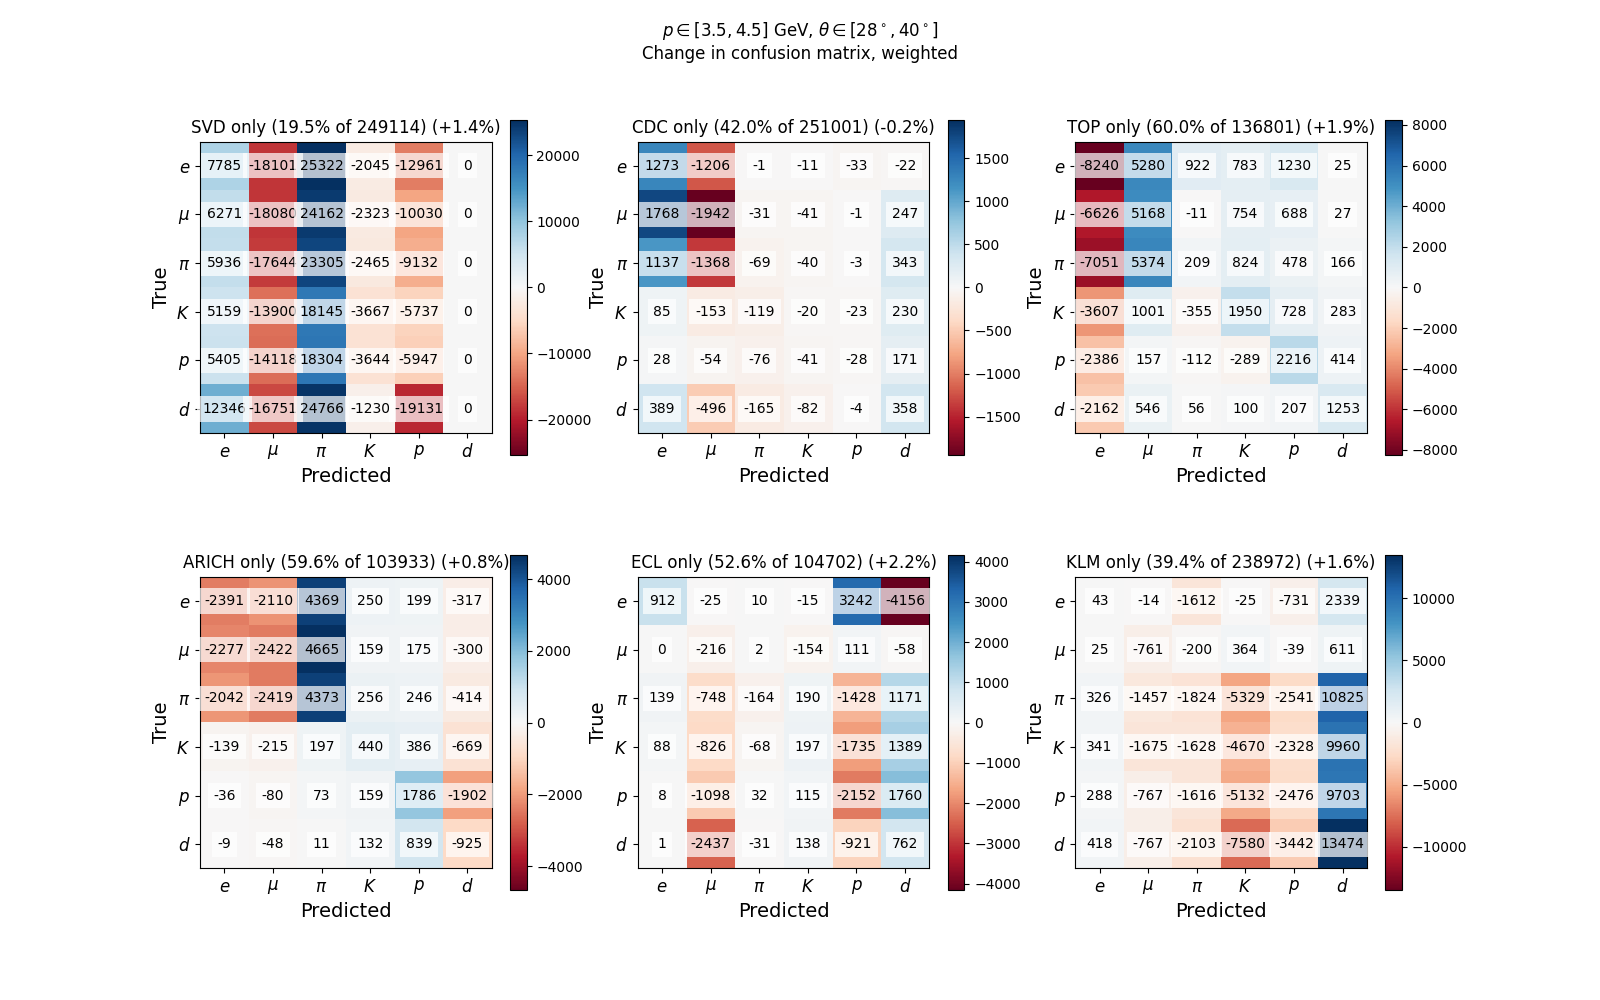 p ∈ [3.5, 4.5] GeV, θ ∈ [28°, 40°]
Change in confusion matrix, weighted
SVD only (19.5% of 249114) (+1.4%)
e 7785 -18101 25322 -2045 -12961 0
μ 6271 -18080 24162 -2323 -10030 0
π 5936 -17644 23305 -2465 -9132 0
K 5159 -13900 18145 -3667 -5737 0
p 5405 -14118 18304 -3644 -5947 0
d 12346 -16751 24766 -1230 -19131 0
e μ π K p d
Predicted
True
20000
10000
0
−10000
−20000
CDC only (42.0% of 251001) (-0.2%)
e 1273 -1206 -1 -11 -33 -22
μ 1768 -1942 -31 -41 -1 247
π 1137 -1368 -69 -40 -3 343
K 85 -153 -119 -20 -23 230
p 28 -54 -76 -41 -28 171
d 389 -496 -165 -82 -4 358
e μ π K p d
Predicted
True
1500
1000
500
0
−500
−1000
−1500
TOP only (60.0% of 136801) (+1.9%)
e -8240 5280 922 783 1230 25
μ -6626 5168 -11 754 688 27
π -7051 5374 209 824 478 166
K -3607 1001 -355 1950 728 283
p -2386 157 -112 -289 2216 414
d -2162 546 56 100 207 1253
e μ π K p d
Predicted
True
8000
6000
4000
2000
0
−2000
−4000
−6000
−8000
ARICH only (59.6% of 103933) (+0.8%)
e -2391 -2110 4369 250 199 -317
μ -2277 -2422 4665 159 175 -300
π -2042 -2419 4373 256 246 -414
K -139 -215 197 440 386 -669
p -36 -80 73 159 1786 -1902
d -9 -48 11 132 839 -925
e μ π K p d
Predicted
True
4000
2000
0
−2000
−4000
ECL only (52.6% of 104702) (+2.2%)
e 912 -25 10 -15 3242 -4156
μ 0 -216 2 -154 111 -58
π 139 -748 -164 190 -1428 1171
K 88 -826 -68 197 -1735 1389
p 8 -1098 32 115 -2152 1760
d 1 -2437 -31 138 -921 762
e μ π K p d
Predicted
True
4000
3000
2000
1000
0
−1000
−2000
−3000
−4000
KLM only (39.4% of 238972) (+1.6%)
e 43 -14 -1612 -25 -731 2339
μ 25 -761 -200 364 -39 611
π 326 -1457 -1824 -5329 -2541 10825
K 341 -1675 -1628 -4670 -2328 9960
p 288 -767 -1616 -5132 -2476 9703
d 418 -767 -2103 -7580 -3442 13474
e μ π K p d
Predicted
True
10000
5000
0
−5000
−10000